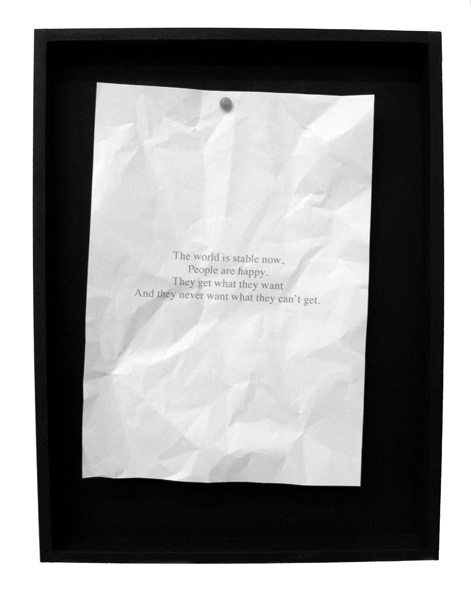 The world is stable now,
People are happy.
They get what they want
And they never want what they can't get.